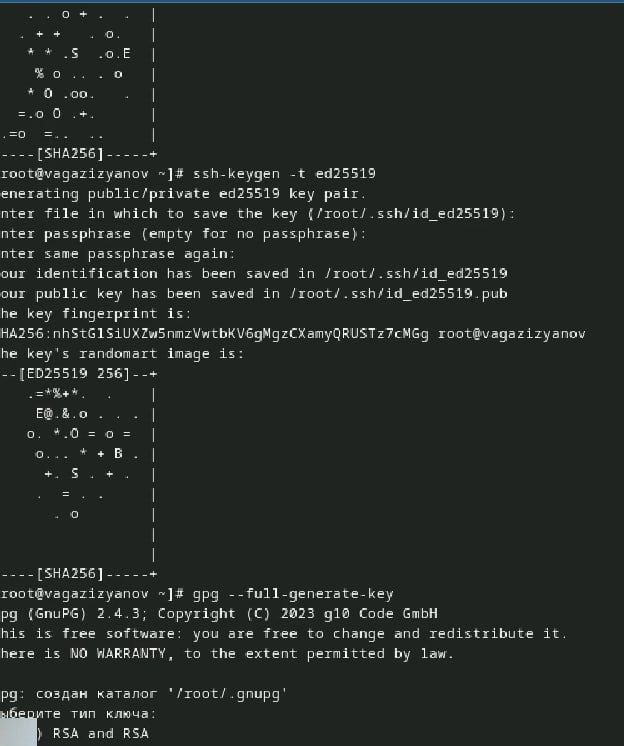 . . o + .  .  |
. + +   . o.   |
* * .S  .o.E  |
% o .. . o   |
* O .oo.   .  |
=.o O .+.      |
.=o  =..  ..     |
----[SHA256]-----+
root@vagazizyanov ~]# ssh-keygen -t ed25519
enerating public/private ed25519 key pair.
nter file in which to save the key (/root/.ssh/id_ed25519):
nter passphrase (empty for no passphrase):
nter same passphrase again:
our identification has been saved in /root/.ssh/id_ed25519
our public key has been saved in /root/.ssh/id_ed25519.pub
he key fingerprint is:
HA256:nhStGlSiUXZw5nmzVwtbKV6gMgzCXamyQRUSTz7cMGg root@vagazizyanov
he key's randomart image is:
--[ED25519 256]--+
.=*%+*.  .    |
E@.&.o . . . |
o. *.O = o =  |
o... * + B . |
+. S . + .  |
.  = . .     |
. o        |
|
|
----[SHA256]-----+
root@vagazizyanov ~]# gpg --full-generate-key
pg (GnuPG) 2.4.3; Copyright (C) 2023 g10 Code GmbH
his is free software: you are free to change and redistribute it.
here is NO WARRANTY, to the extent permitted by law.
pg: создан каталог '/root/.gnupg'
ыберите тип ключа:
) RSA and RSA